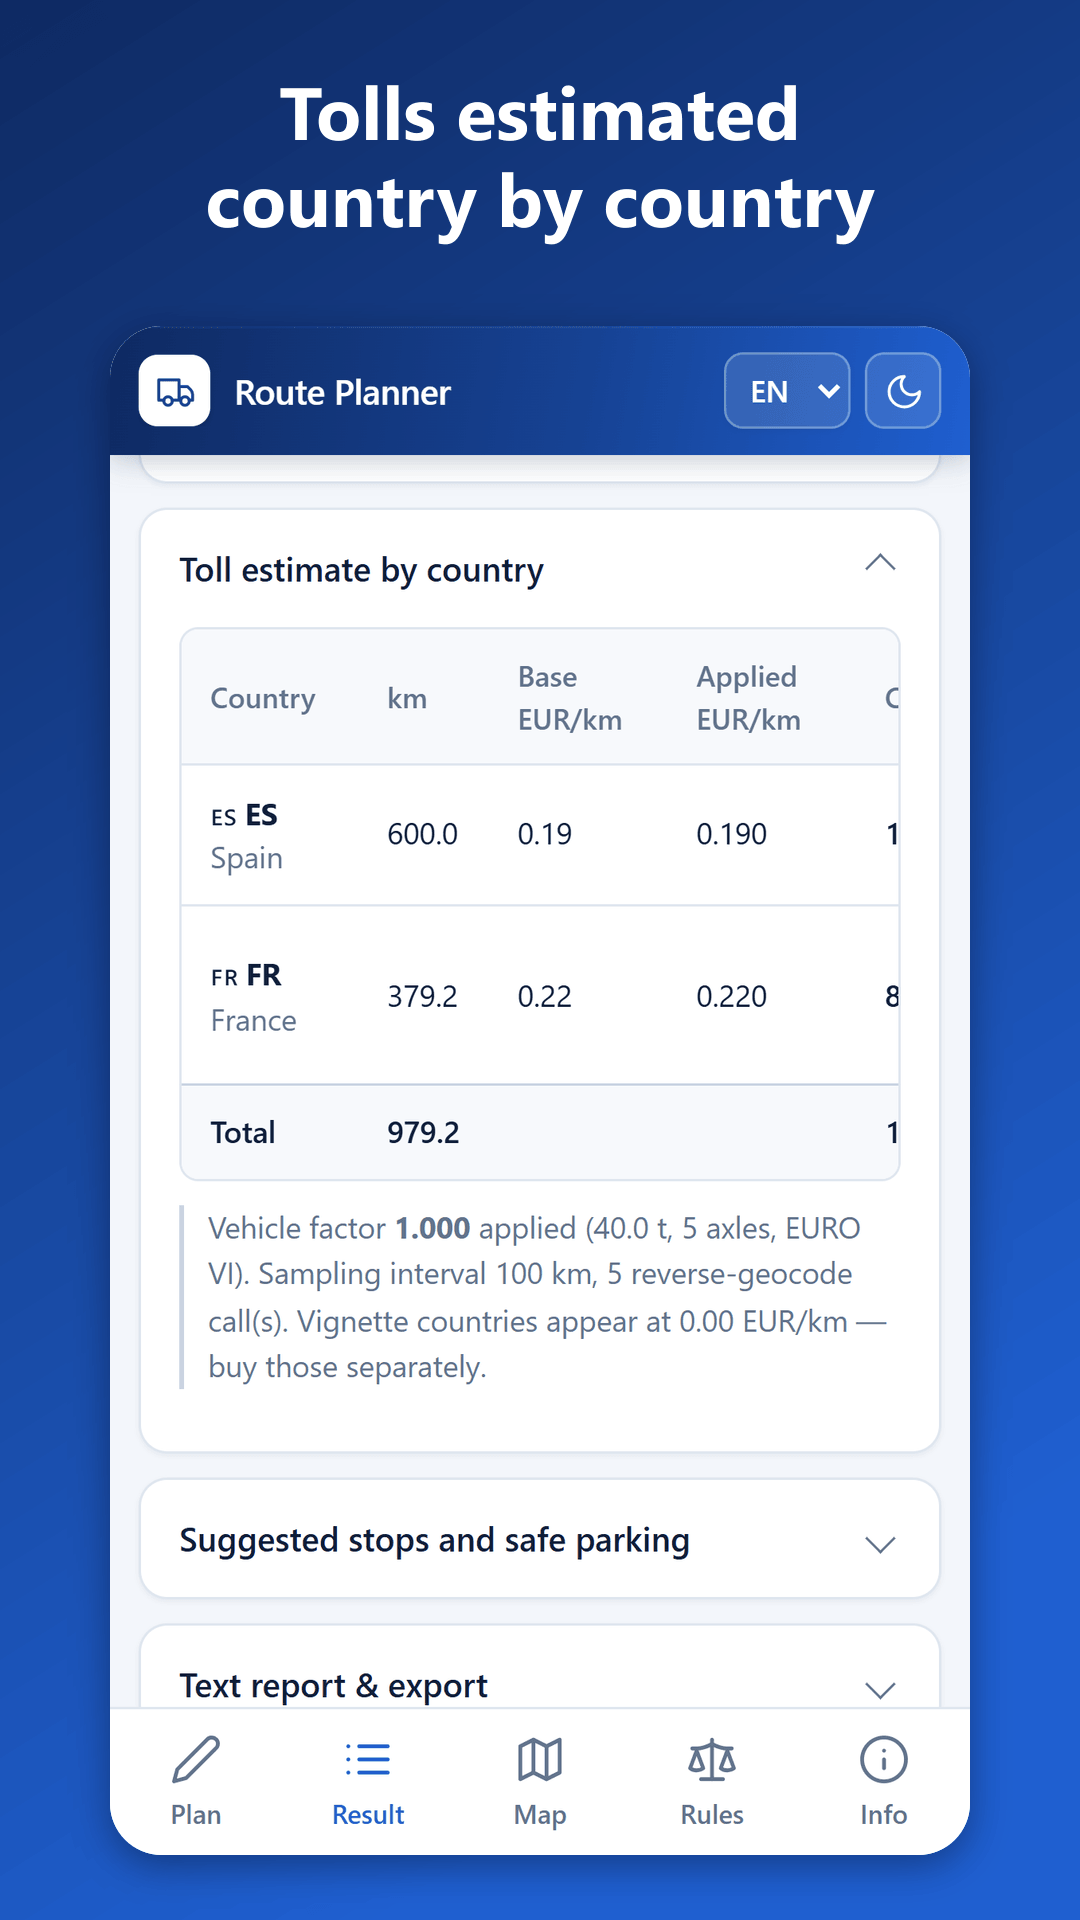 Tolls estimated
country by country
Route Planner
EN
Toll estimate by country
Country km Base EUR/km Applied EUR/km
ES ES Spain 600.0 0.19 0.190
FR FR France 379.2 0.22 0.220
Total 979.2
Vehicle factor 1.000 applied (40.0 t, 5 axles, EURO
VI). Sampling interval 100 km, 5 reverse-geocode
call(s). Vignette countries appear at 0.00 EUR/km —
buy those separately.
Suggested stops and safe parking
Text report & export
Plan Result Map Rules Info